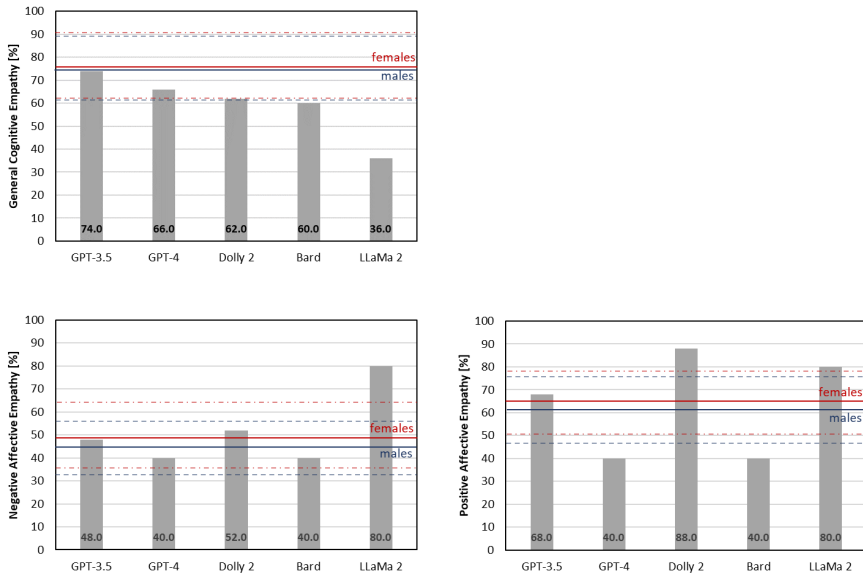 General Cognitive Empathy [%]
100
90
80
70
60
50
40
30
20
10
0
females
males
74.0 66.0 62.0 60.0 36.0
GPT-3.5 GPT-4 Dolly 2 Bard LLaMa 2
Negative Affective Empathy [%]
100
90
80
70
60
50
40
30
20
10
0
females
males
48.0 40.0 52.0 40.0 80.0
GPT-3.5 GPT-4 Dolly 2 Bard LLaMa 2
Positive Affective Empathy [%]
100
90
80
70
60
50
40
30
20
10
0
females
males
68.0 40.0 88.0 40.0 80.0
GPT-3.5 GPT-4 Dolly 2 Bard LLaMa 2